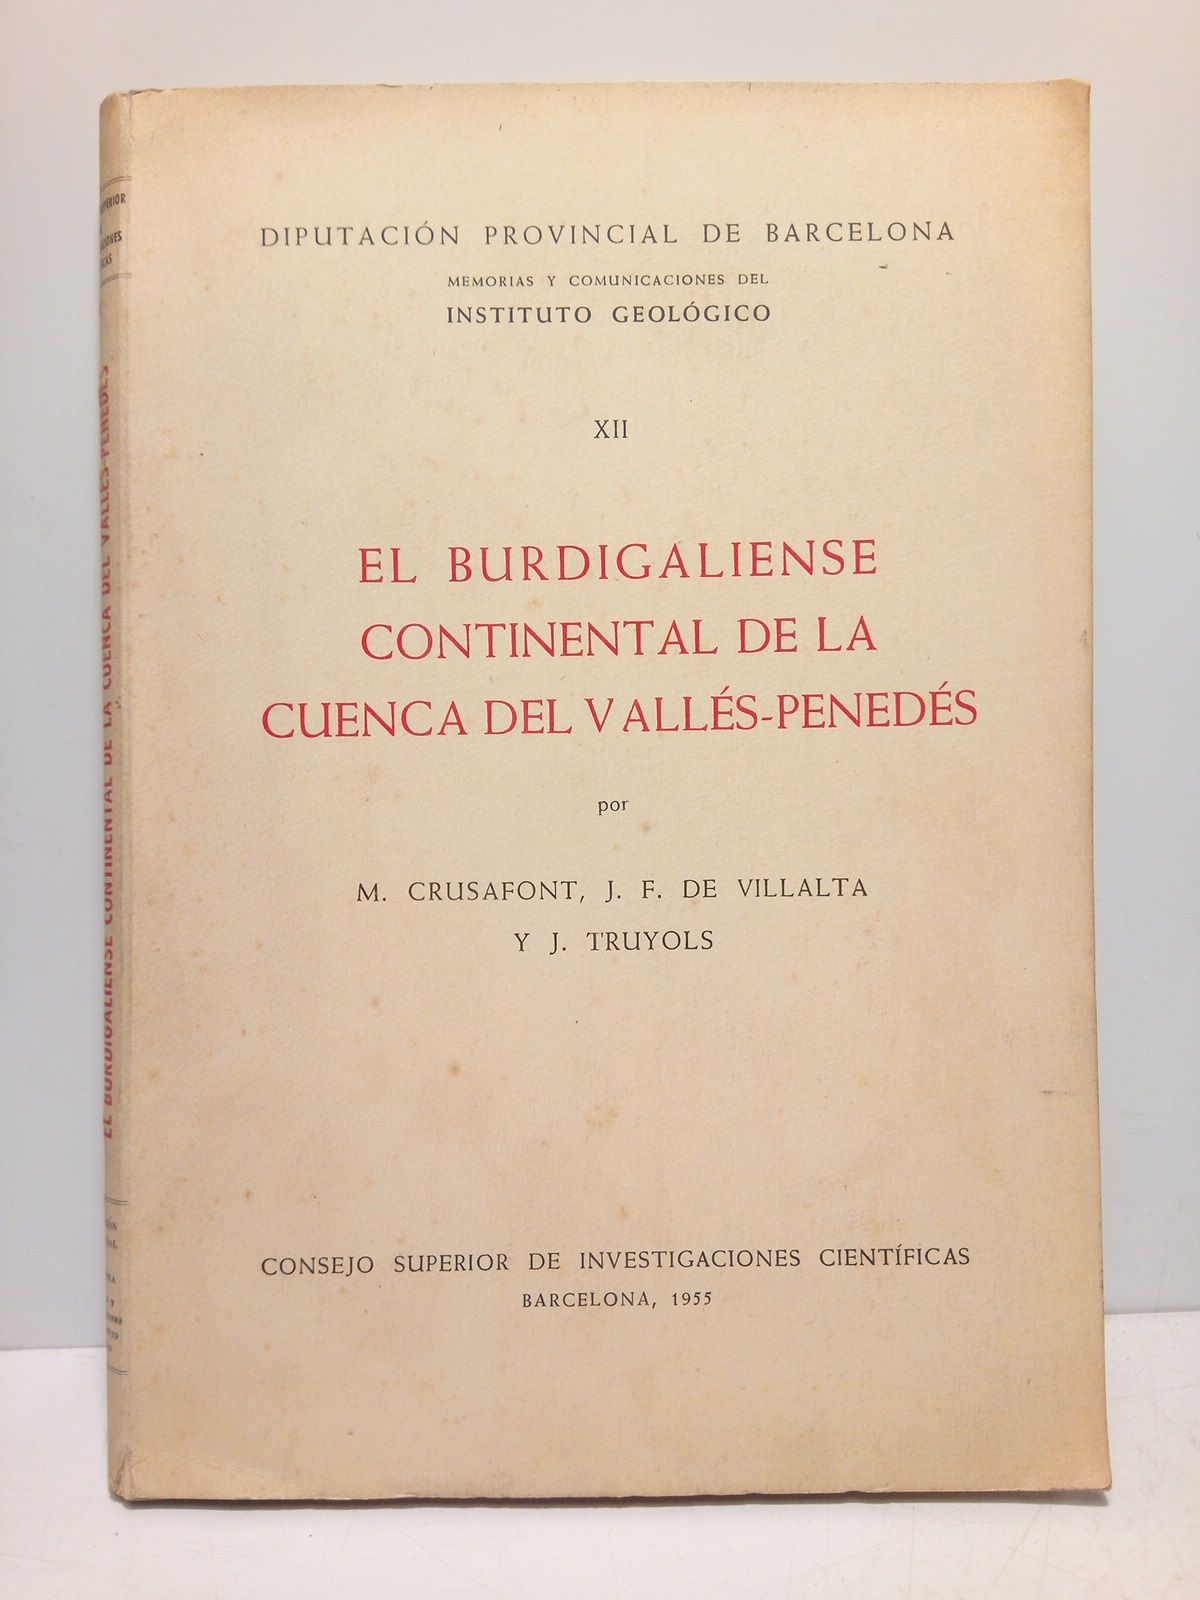 DIPUTACIÓN PROVINCIAL DE BARCELONA
MEMORIAS Y COMUNICACIONES DEL
INSTITUTO GEOLÓGICO
XII
EL BURDIGALIENSE
CONTINENTAL DE LA
CUENCA DEL VALLÉS-PENEDÉS
por
M. CRUSAFONT, J. F. DE VILLALTA
Y J. TRUYOLS
CONSEJO SUPERIOR DE INVESTIGACIONES CIENTÍFICAS
BARCELONA, 1955
EL BURDIGALIENSE CONTINENTAL DE LA CUENCA DEL VALLÉS-PENEDÉS